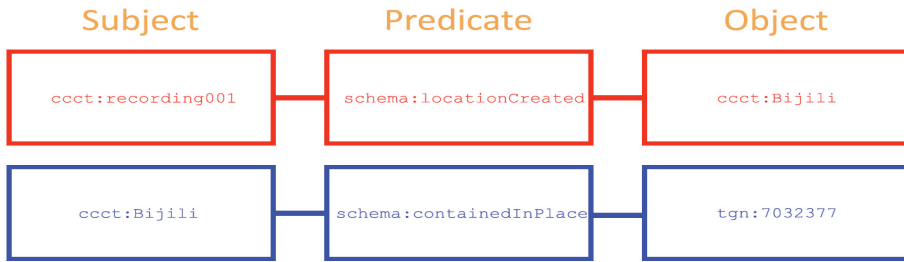 Subject Predicate Object
ccct:recording001 schema:locationCreated ccct:Bijili
ccct:Bijili schema:containedInPlace tgn:7032377